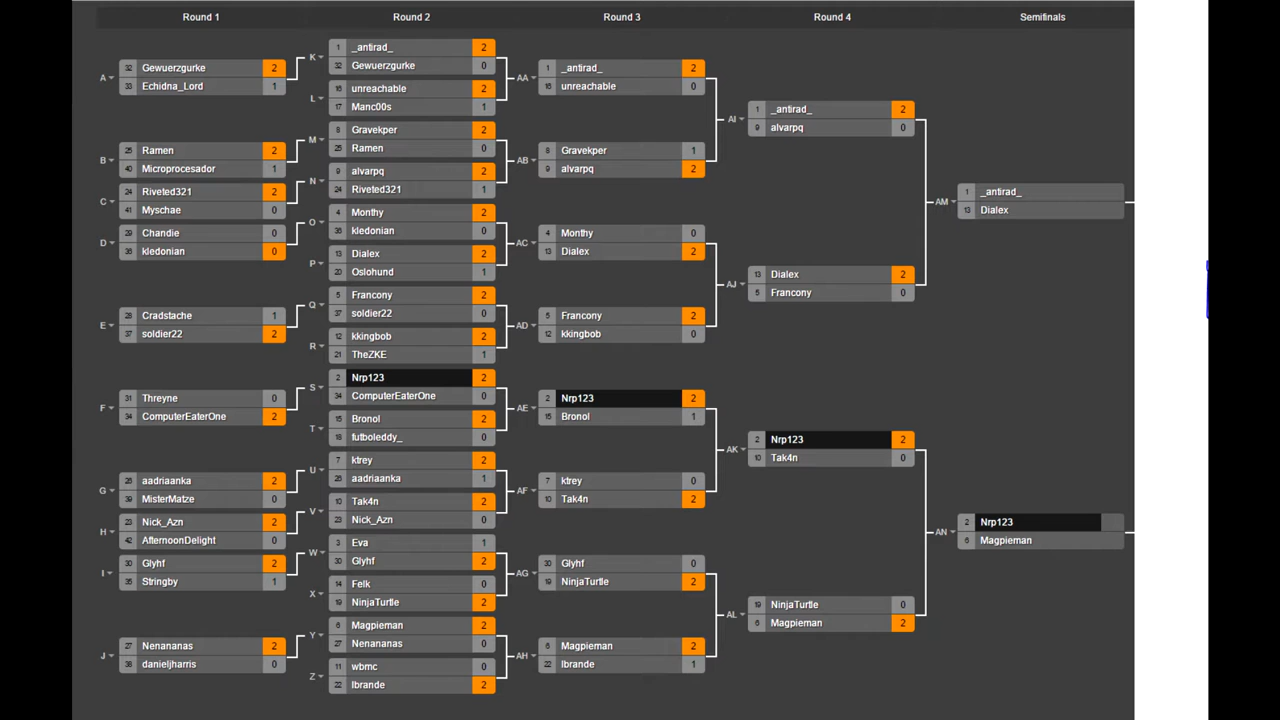 Round 1
Round 2
Round 3
Round 4
Semifinals
A
32 Gewuerzgurke 2
33 Echidna_Lord 1
B
25 Ramen 2
40 Microprocesador 1
C
24 Riveted321 2
41 Myschae 0
D
29 Chandie 0
36 kledonian 0
E
28 Cradstache 1
37 soldier22 2
F
31 Threyne 0
34 ComputerEaterOne 2
G
26 aadriaanka 2
39 MisterMatze 0
H
23 Nick_Azn 2
42 AfternoonDelight 0
I
30 Glyhf 2
35 Stringby 1
J
27 Nenananas 2
38 danieljharris 0
K
1 _antirad_ 2
32 Gewuerzgurke 0
L
16 unreachable 2
17 Manc00s 1
M
8 Gravekper 2
25 Ramen 0
N
9 alvarpq 2
24 Riveted321 1
O
4 Monthy 2
36 kledonian 0
P
13 Dialex 2
20 Oslohund 1
Q
5 Francony 2
37 soldier22 0
R
12 kkingbob 2
21 TheZKE 1
S
2 Nrp123 2
34 ComputerEaterOne 0
T
15 Bronol 2
18 futboleddy_ 0
U
7 ktrey 2
26 aadriaanka 1
V
10 Tak4n 2
23 Nick_Azn 0
W
3 Eva 1
30 Glyhf 2
X
14 Felk 0
19 NinjaTurtle 2
Y
6 Magpieman 2
27 Nenananas 0
Z
11 wbmc 0
22 lbrande 2
AA
1 _antirad_ 2
16 unreachable 0
AB
8 Gravekper 1
9 alvarpq 2
AC
4 Monthy 0
13 Dialex 2
AD
5 Francony 2
12 kkingbob 0
AE
2 Nrp123 2
15 Bronol 1
AF
7 ktrey 0
10 Tak4n 2
AG
30 Glyhf 0
19 NinjaTurtle 2
AH
6 Magpieman 2
22 lbrande 1
AI
1 _antirad_ 2
9 alvarpq 0
AJ
13 Dialex 2
5 Francony 0
AK
2 Nrp123 2
10 Tak4n 0
AL
19 NinjaTurtle 0
6 Magpieman 2
AM
1 _antirad_
13 Dialex
AN
2 Nrp123
6 Magpieman